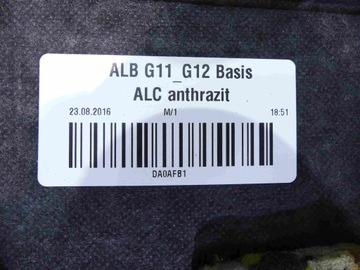 ALB G11_G12 Basis
ALC anthrazit
23.08.2016 M/1 18:51
DA0AFB1